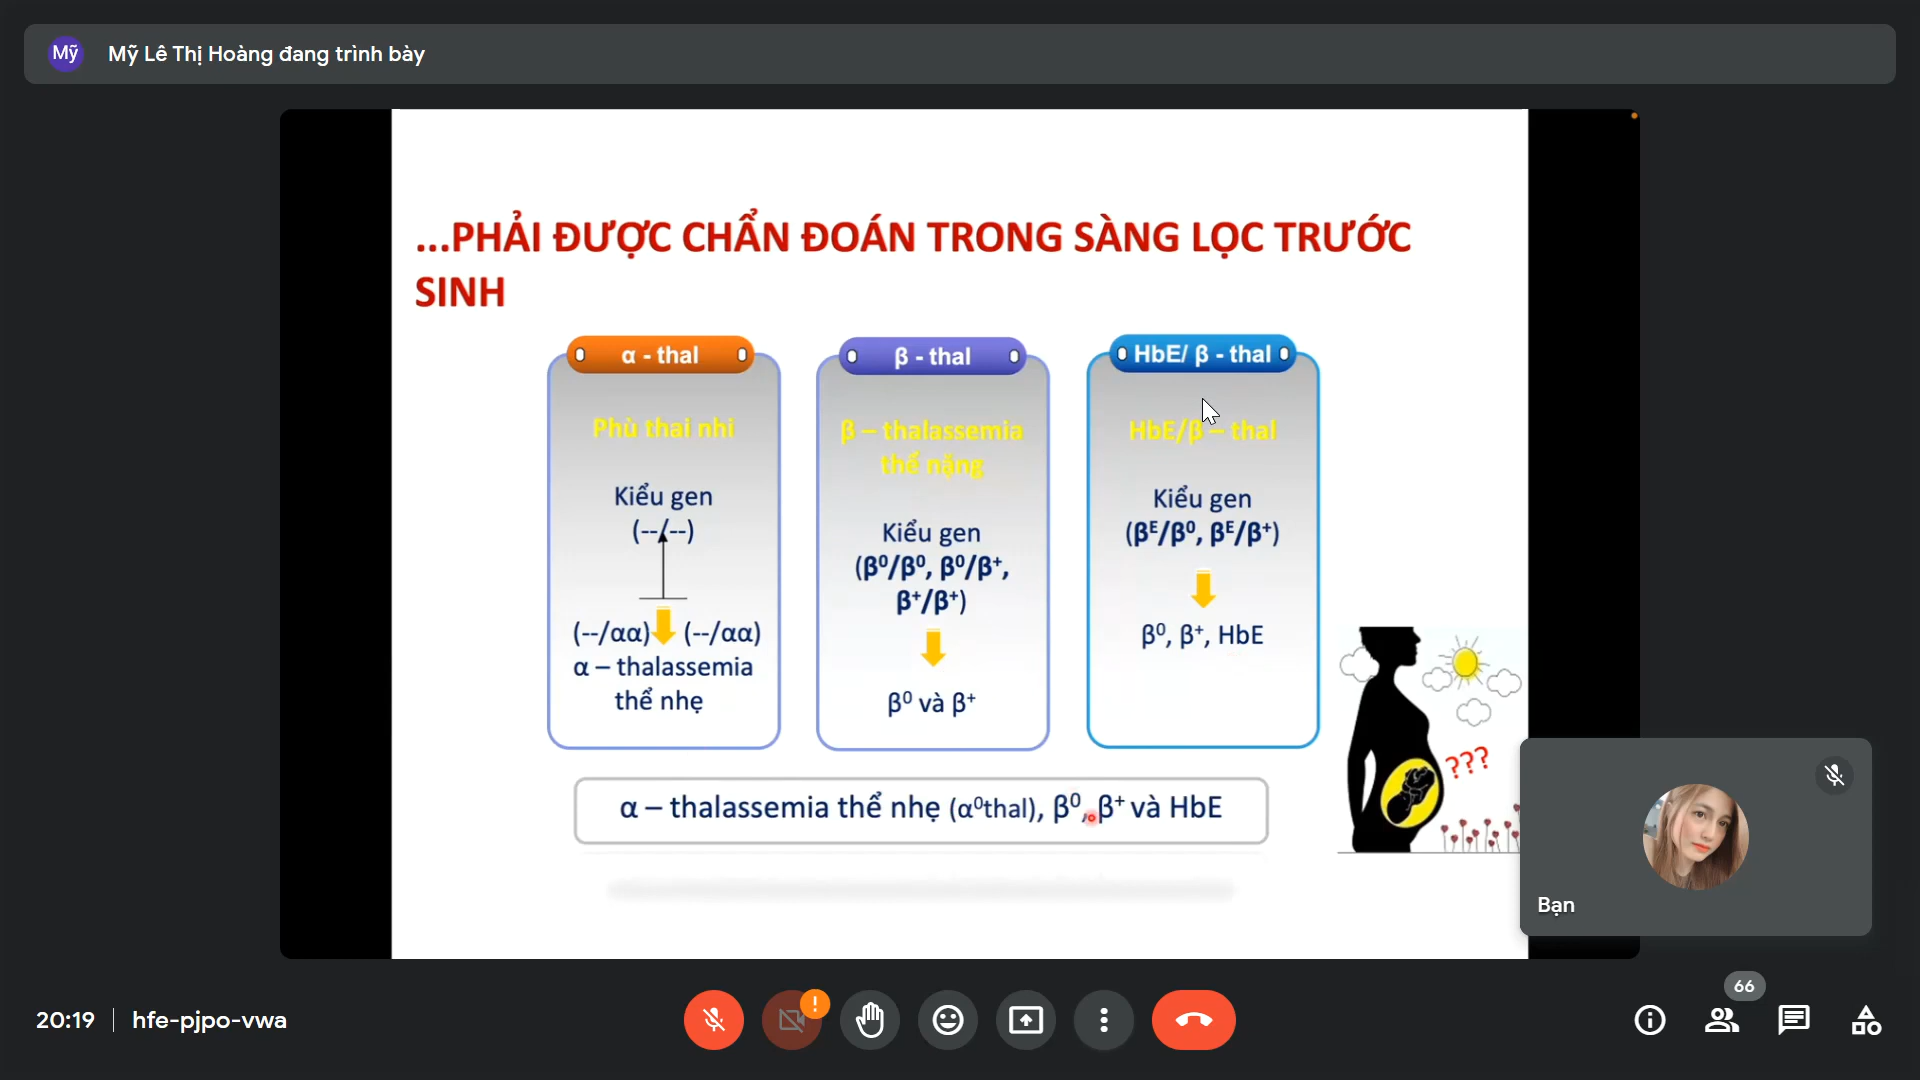 Mỹ
Mỹ Lê Thị Hoàng đang trình bày
...PHẢI ĐƯỢC CHẨN ĐOÁN TRONG SÀNG LỌC TRƯỚC
SINH
α - thal
Phù thai nhi
Kiểu gen
(--/--)
(--/αα) (--/αα)
α – thalassemia
thể nhẹ
β - thal
β – thalassemia
thể nặng
Kiểu gen
(β⁰/β⁰, β⁰/β⁺,
β⁺/β⁺)
β⁰ và β⁺
HbE/ β - thal
HbE/β – thal
Kiểu gen
(βᴱ/β⁰, βᴱ/β⁺)
β⁰, β⁺, HbE
???
α – thalassemia thể nhẹ (α⁰thal), β⁰, β⁺ và HbE
Bạn
20:19 | hfe-pjpo-vwa
!
66